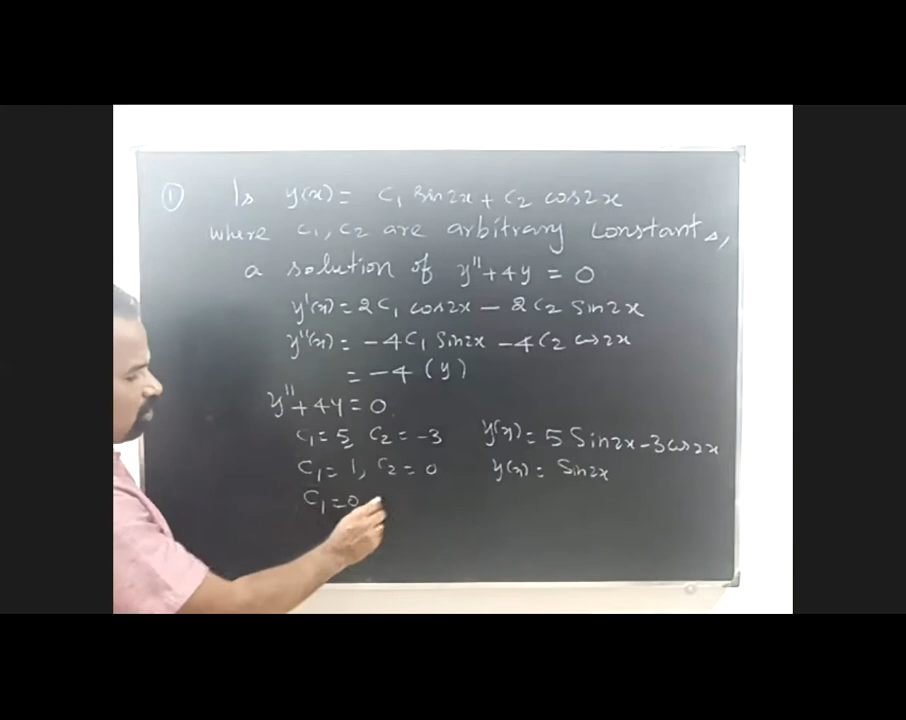 ① Is y(x) = c₁ sin2x + c₂ cos2x
where c₁, c₂ are arbitrary constants,
a solution of y'' + 4y = 0
y'(x) = 2c₁ cos2x - 2c₂ sin2x
y''(x) = -4c₁ sin2x - 4c₂ cos2x
= -4 (y)
y'' + 4y = 0.
c₁ = 5, c₂ = -3 y(x) = 5 sin2x - 3cos2x
c₁ = 1, c₂ = 0 y(x) = sin2x
c₁ = 0